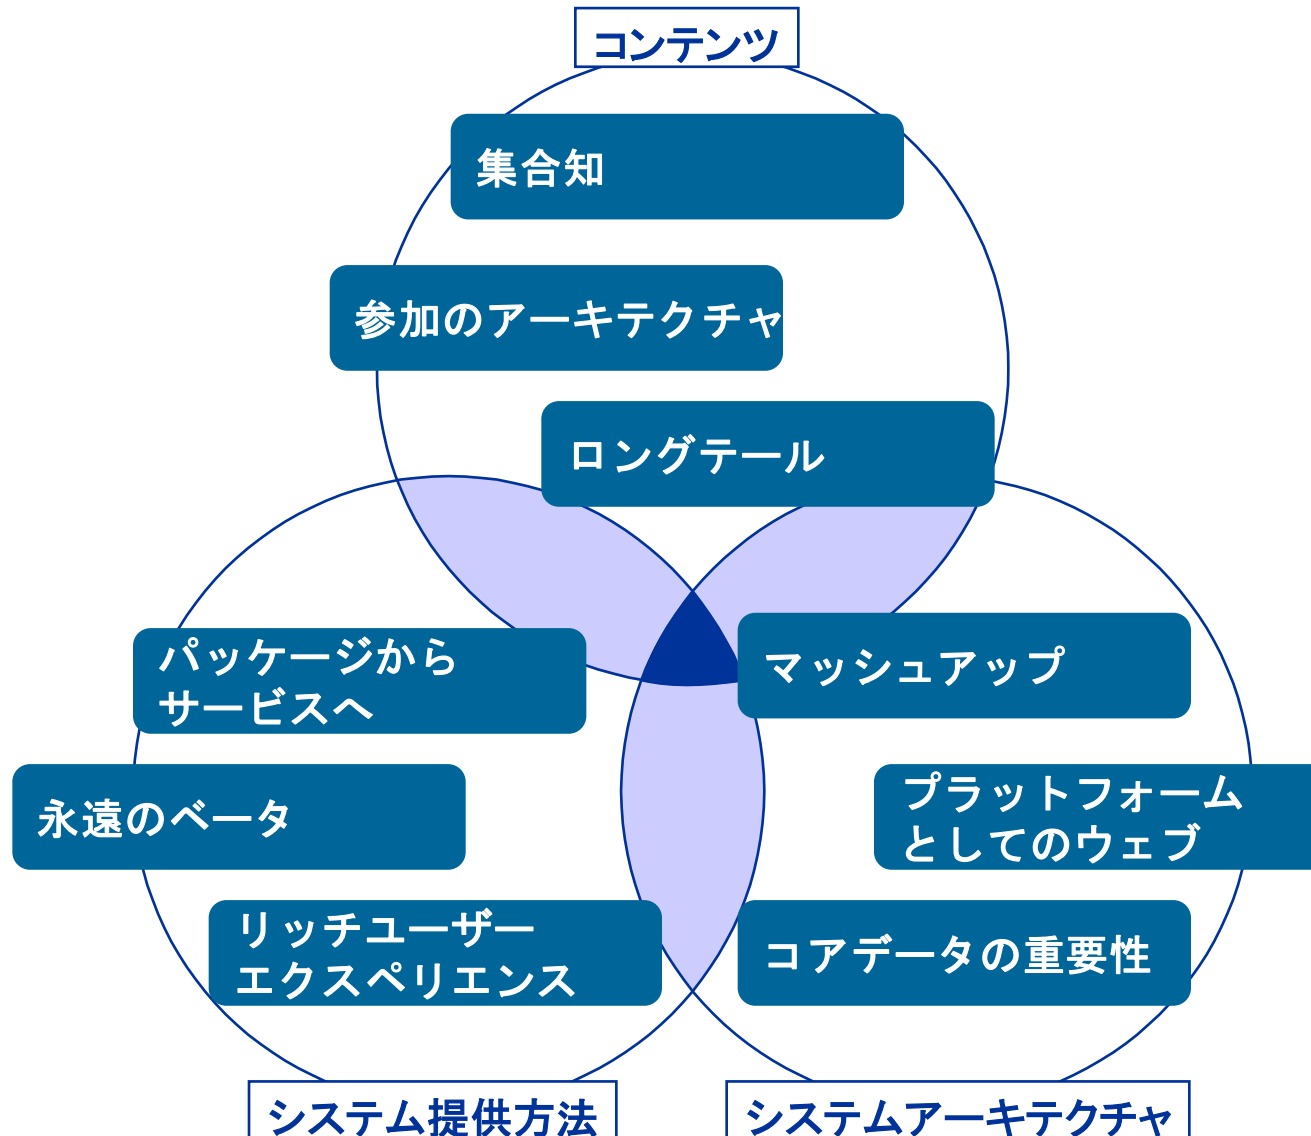 コンテンツ
集合知
参加のアーキテクチャ
ロングテール
パッケージから
サービスへ
マッシュアップ
永遠のベータ
プラットフォーム
としてのウェブ
リッチユーザー
エクスペリエンス
コアデータの重要性
システム提供方法
システムアーキテクチャ